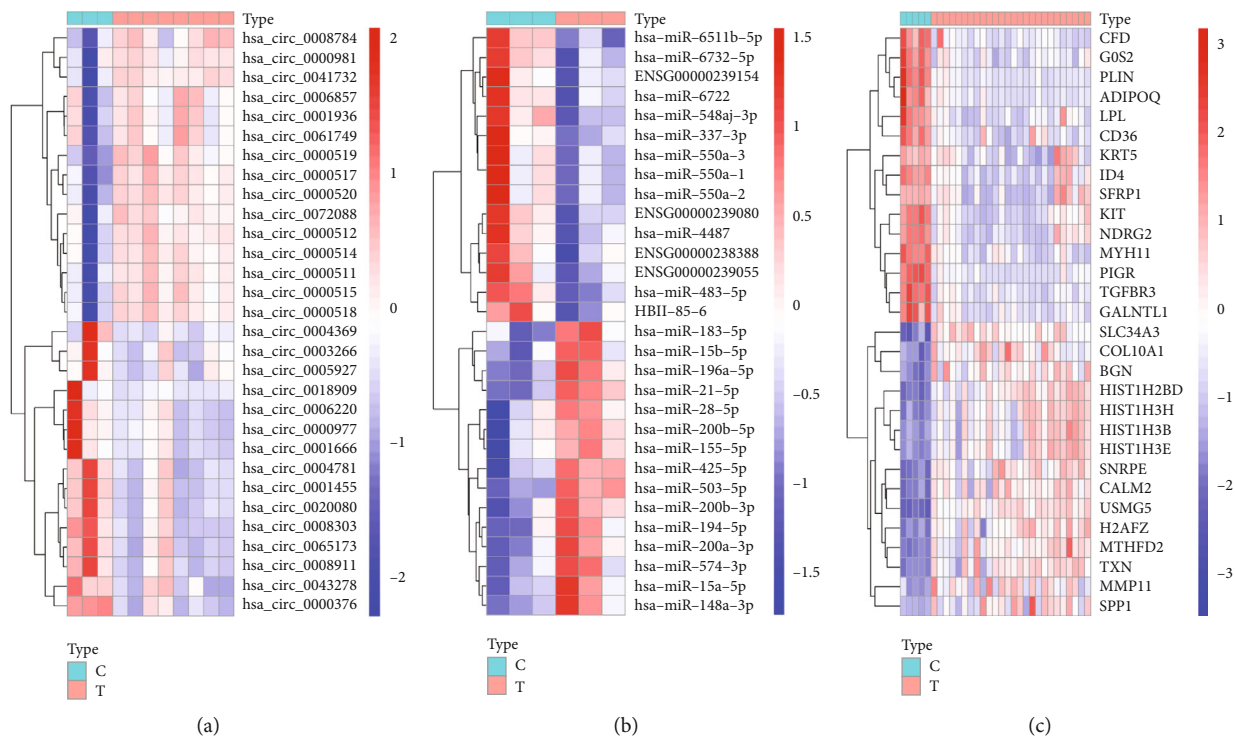 Type
hsa_circ_0008784
hsa_circ_0000981
hsa_circ_0041732
hsa_circ_0006857
hsa_circ_0001936
hsa_circ_0061749
hsa_circ_0000519
hsa_circ_0000517
hsa_circ_0000520
hsa_circ_0072088
hsa_circ_0000512
hsa_circ_0000514
hsa_circ_0000511
hsa_circ_0000515
hsa_circ_0000518
hsa_circ_0004369
hsa_circ_0003266
hsa_circ_0005927
hsa_circ_0018909
hsa_circ_0006220
hsa_circ_0000977
hsa_circ_0001666
hsa_circ_0004781
hsa_circ_0001455
hsa_circ_0020080
hsa_circ_0008303
hsa_circ_0065173
hsa_circ_0008911
hsa_circ_0043278
hsa_circ_0000376
2
1
0
−1
−2
Type
C
T
(a)
Type
hsa−miR−6511b−5p
hsa−miR−6732−5p
ENSG00000239154
hsa−miR−6722
hsa−miR−548aj−3p
hsa−miR−337−3p
hsa−miR−550a−3
hsa−miR−550a−1
hsa−miR−550a−2
ENSG00000239080
hsa−miR−4487
ENSG00000238388
ENSG00000239055
hsa−miR−483−5p
HBII−85−6
hsa−miR−183−5p
hsa−miR−15b−5p
hsa−miR−196a−5p
hsa−miR−21−5p
hsa−miR−28−5p
hsa−miR−200b−5p
hsa−miR−155−5p
hsa−miR−425−5p
hsa−miR−503−5p
hsa−miR−200b−3p
hsa−miR−194−5p
hsa−miR−200a−3p
hsa−miR−574−3p
hsa−miR−15a−5p
hsa−miR−148a−3p
1.5
1
0.5
0
−0.5
−1
−1.5
Type
C
T
(b)
Type
CFD
G0S2
PLIN
ADIPOQ
LPL
CD36
KRT5
ID4
SFRP1
KIT
NDRG2
MYH11
PIGR
TGFBR3
GALNTL1
SLC34A3
COL10A1
BGN
HIST1H2BD
HIST1H3H
HIST1H3B
HIST1H3E
SNRPE
CALM2
USMG5
H2AFZ
MTHFD2
TXN
MMP11
SPP1
3
2
1
0
−1
−2
−3
Type
C
T
(c)